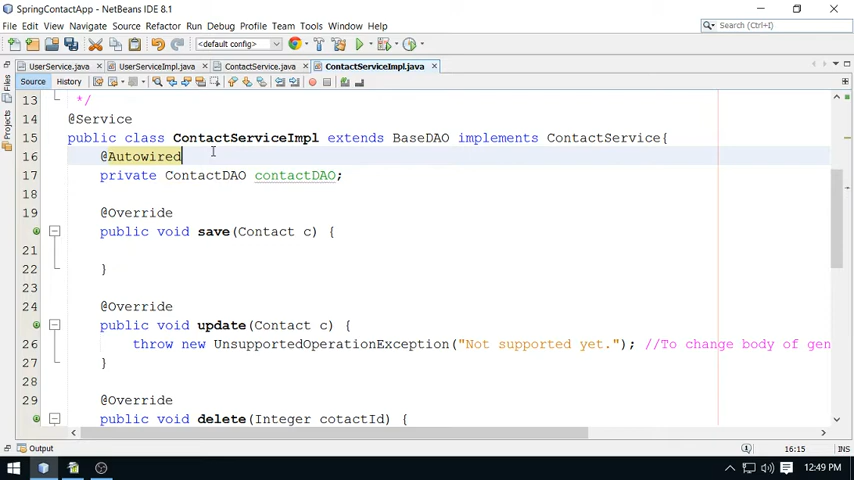 SpringContactApp - NetBeans IDE 8.1
File Edit View Navigate Source Refactor Run Debug Profile Team Tools Window Help
Search (Ctrl+I)
<default config>
UserService.java
UserServiceImpl.java
ContactService.java
ContactServiceImpl.java
Source History
Files
Projects
13 */
14 @Service
15 public class ContactServiceImpl extends BaseDAO implements ContactService{
16 @Autowired
17 private ContactDAO contactDAO;
18
19 @Override
public void save(Contact c) {
21
22 }
23
24 @Override
public void update(Contact c) {
26 throw new UnsupportedOperationException("Not supported yet."); //To change body of gen
27 }
28
29 @Override
public void delete(Integer cotactId) {
Output
16:15 INS
12:49 PM